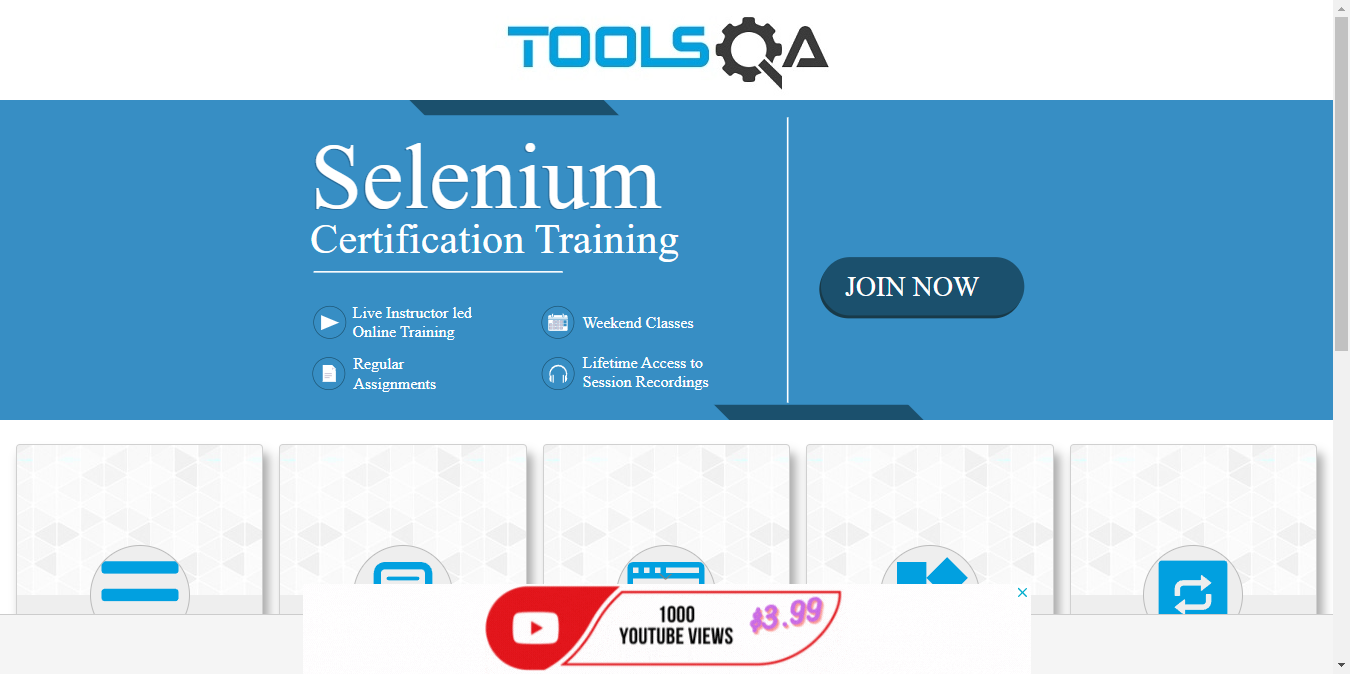 TOOLSQA
Selenium
Certification Training
JOIN NOW
Live Instructor led
Online Training
Weekend Classes
Regular
Assignments
Lifetime Access to
Session Recordings
1000
YOUTUBE VIEWS
$3.99